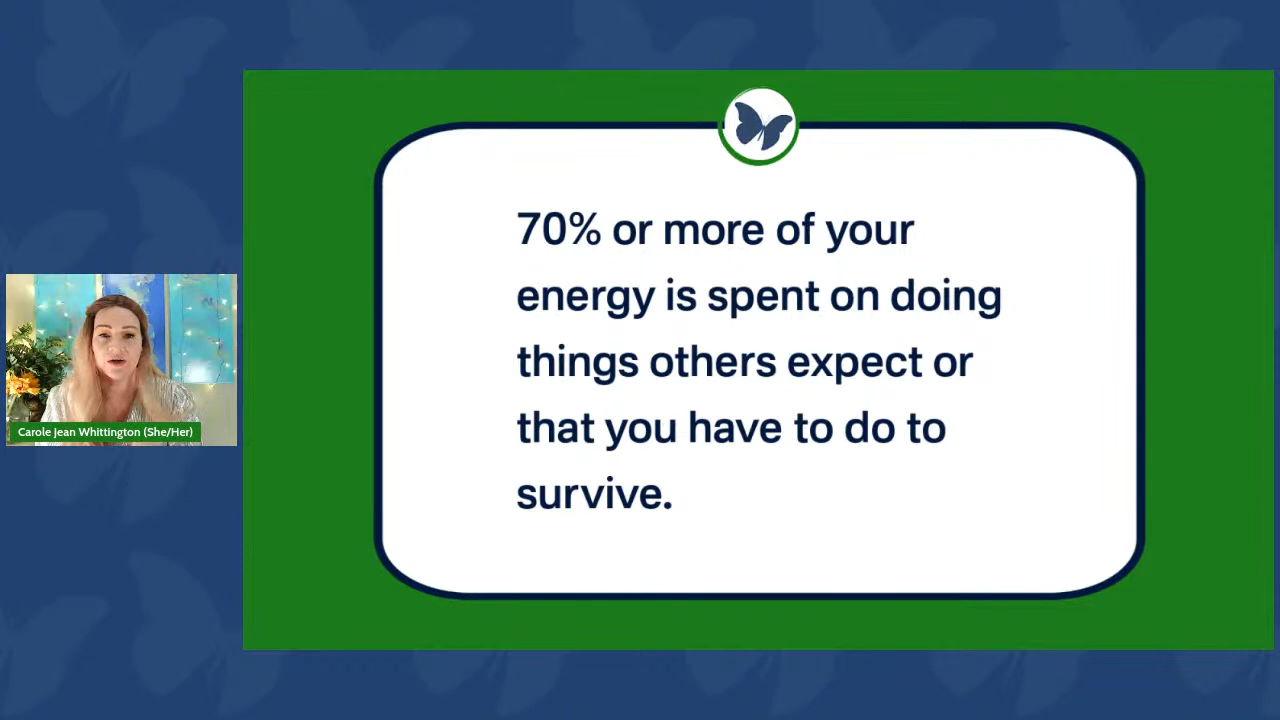 70% or more of your
energy is spent on doing
things others expect or
that you have to do to
survive.
Carole Jean Whittington (She/Her)